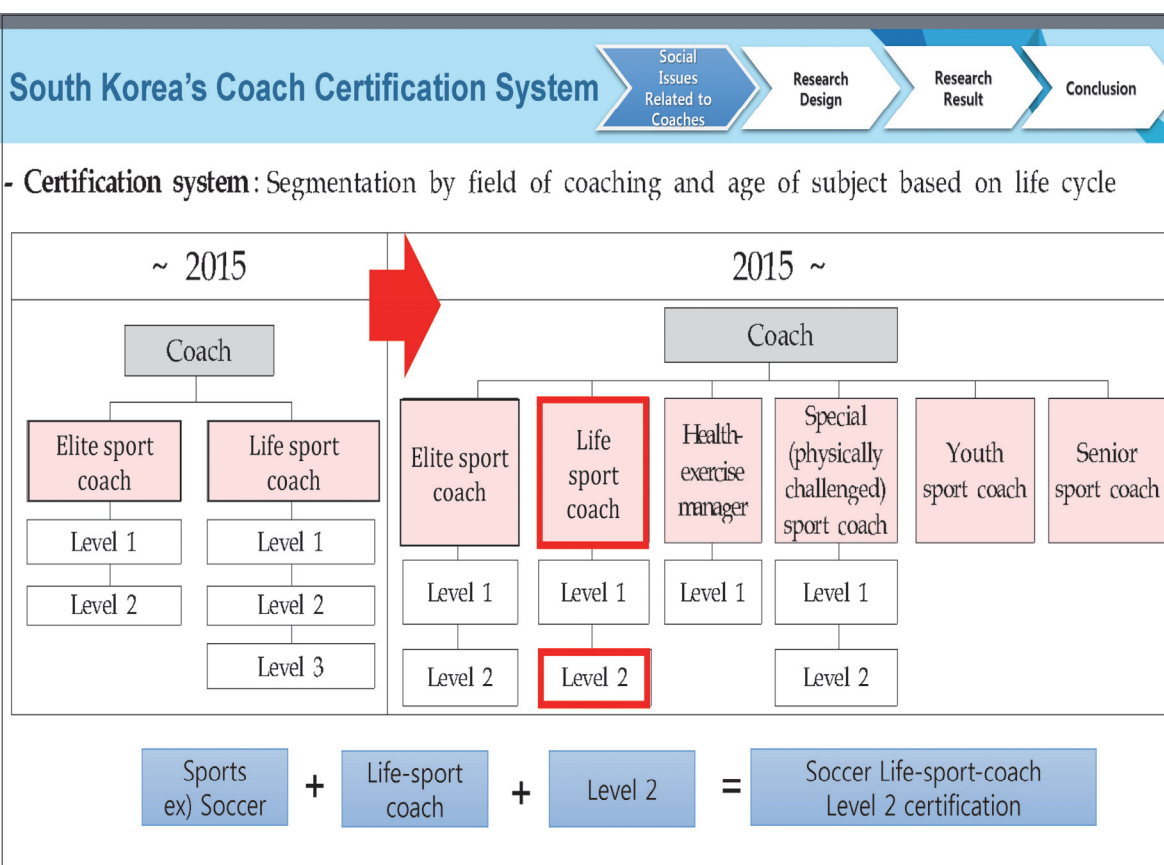 South Korea's Coach Certification System
Social
Issues
Related to
Coaches
Research
Design
Research
Result
Conclusion
- Certification system: Segmentation by field of coaching and age of subject based on life cycle
~ 2015
2015 ~
Coach
Elite sport
coach
Life sport
coach
Level 1
Level 1
Level 2
Level 2
Level 3
Coach
Elite sport
coach
Life
sport
coach
Health-
exercise
manager
Special
(physically
challenged)
sport coach
Youth
sport coach
Senior
sport coach
Level 1
Level 1
Level 1
Level 1
Level 2
Level 2
Level 2
Sports
ex) Soccer
+
Life-sport
coach
+
Level 2
=
Soccer Life-sport-coach
Level 2 certification